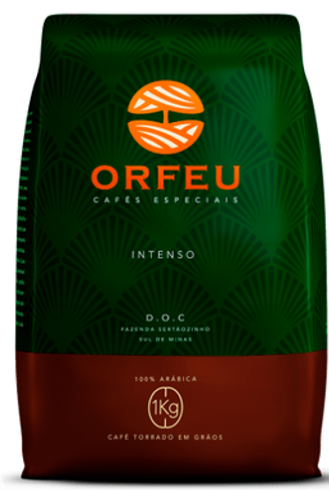 ORFEU
CAFÉS ESPECIAIS
INTENSO
D.O.C
FAZENDA SERTÃOZINHO
SUL DE MINAS
100% ARÁBICA
1Kg
CAFÉ TORRADO EM GRÃOS